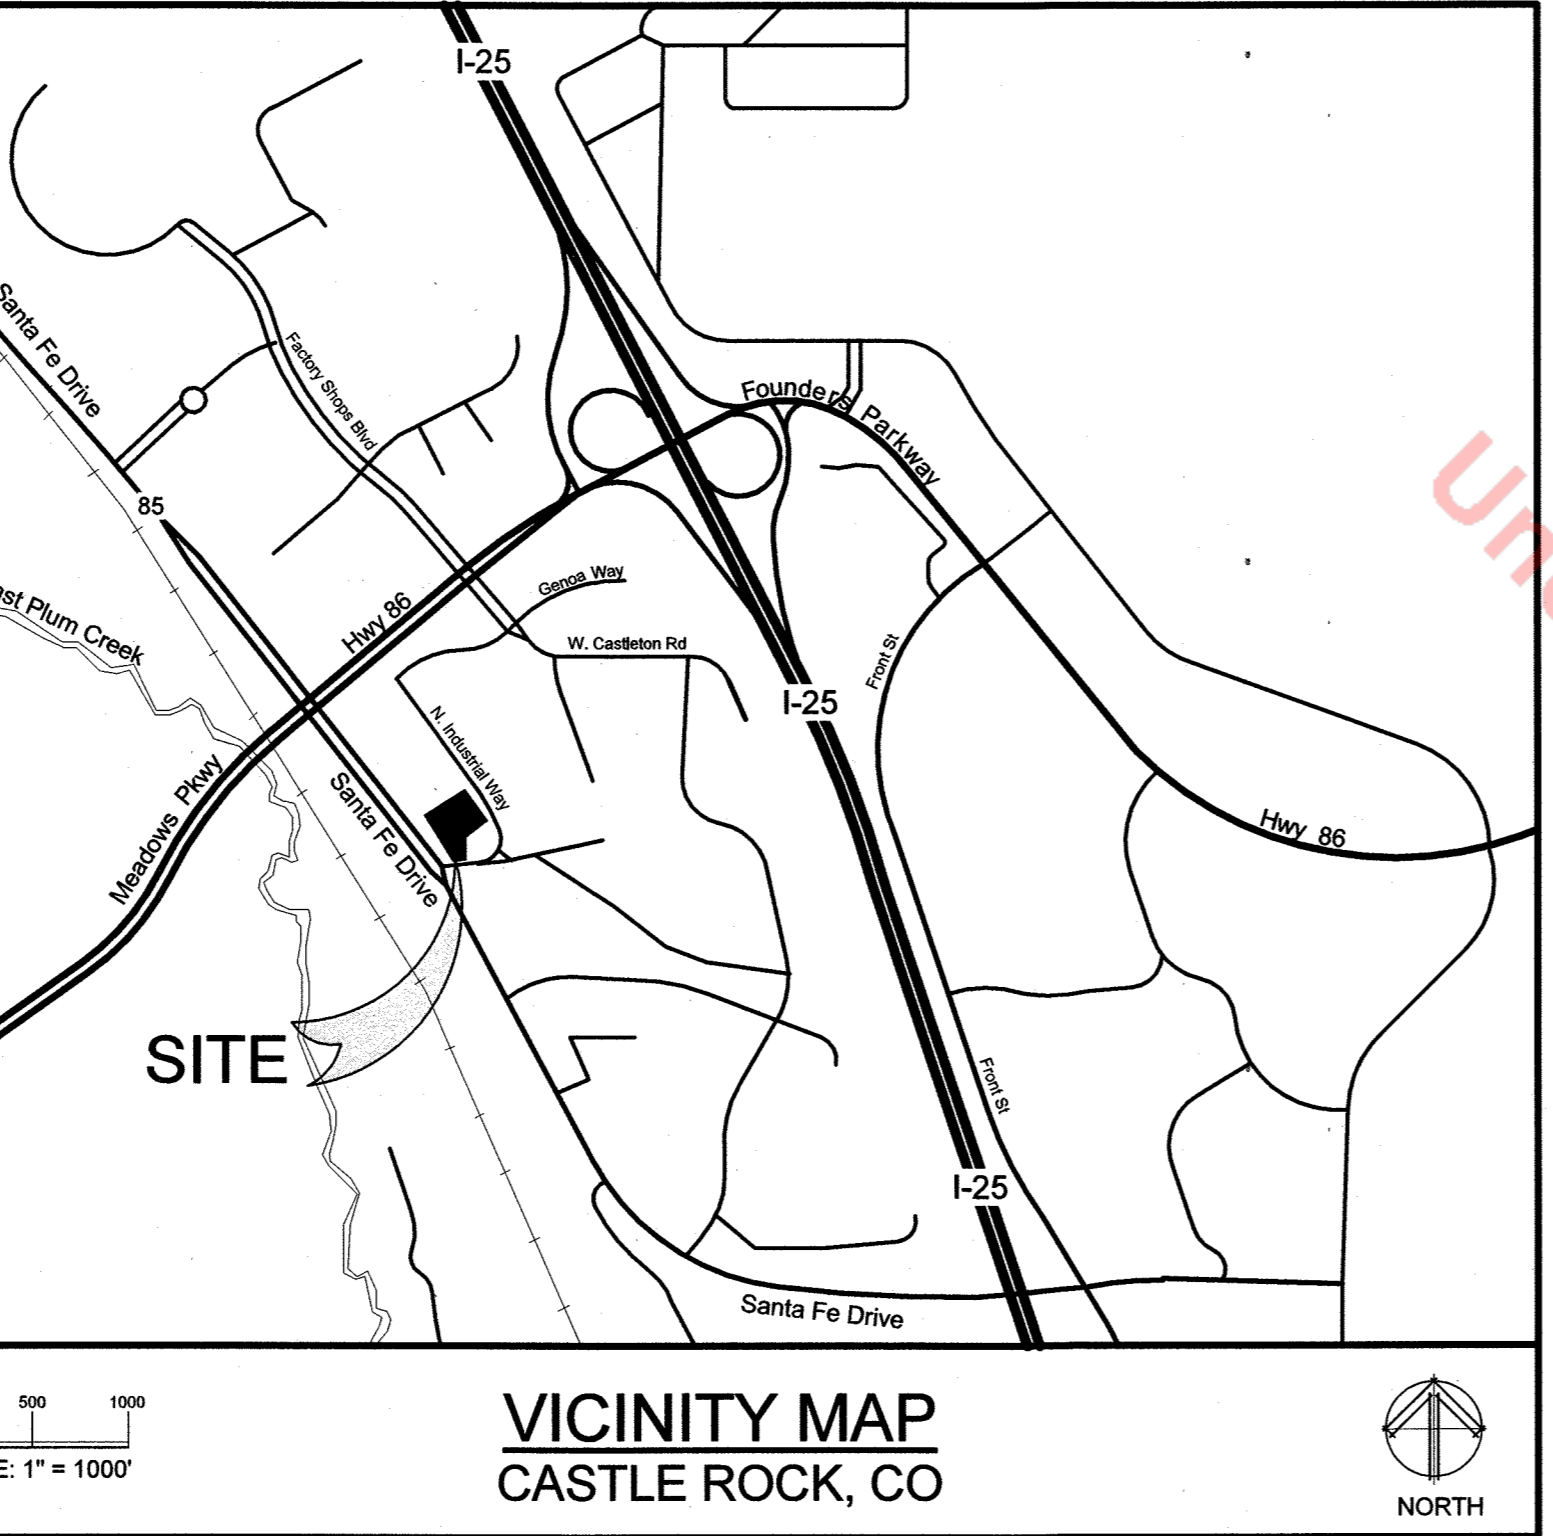 I-25
Santa Fe Drive
Factory Shops Blvd
Founders Parkway
85
Hwy 86
Genoa Way
W. Castleton Rd
Plum Creek
Front St
I-25
N. Industrial Way
Meadows Pkwy
Santa Fe Drive
Hwy 86
SITE
Front St
I-25
Santa Fe Drive
500 1000
1" = 1000'
VICINITY MAP
CASTLE ROCK, CO
NORTH